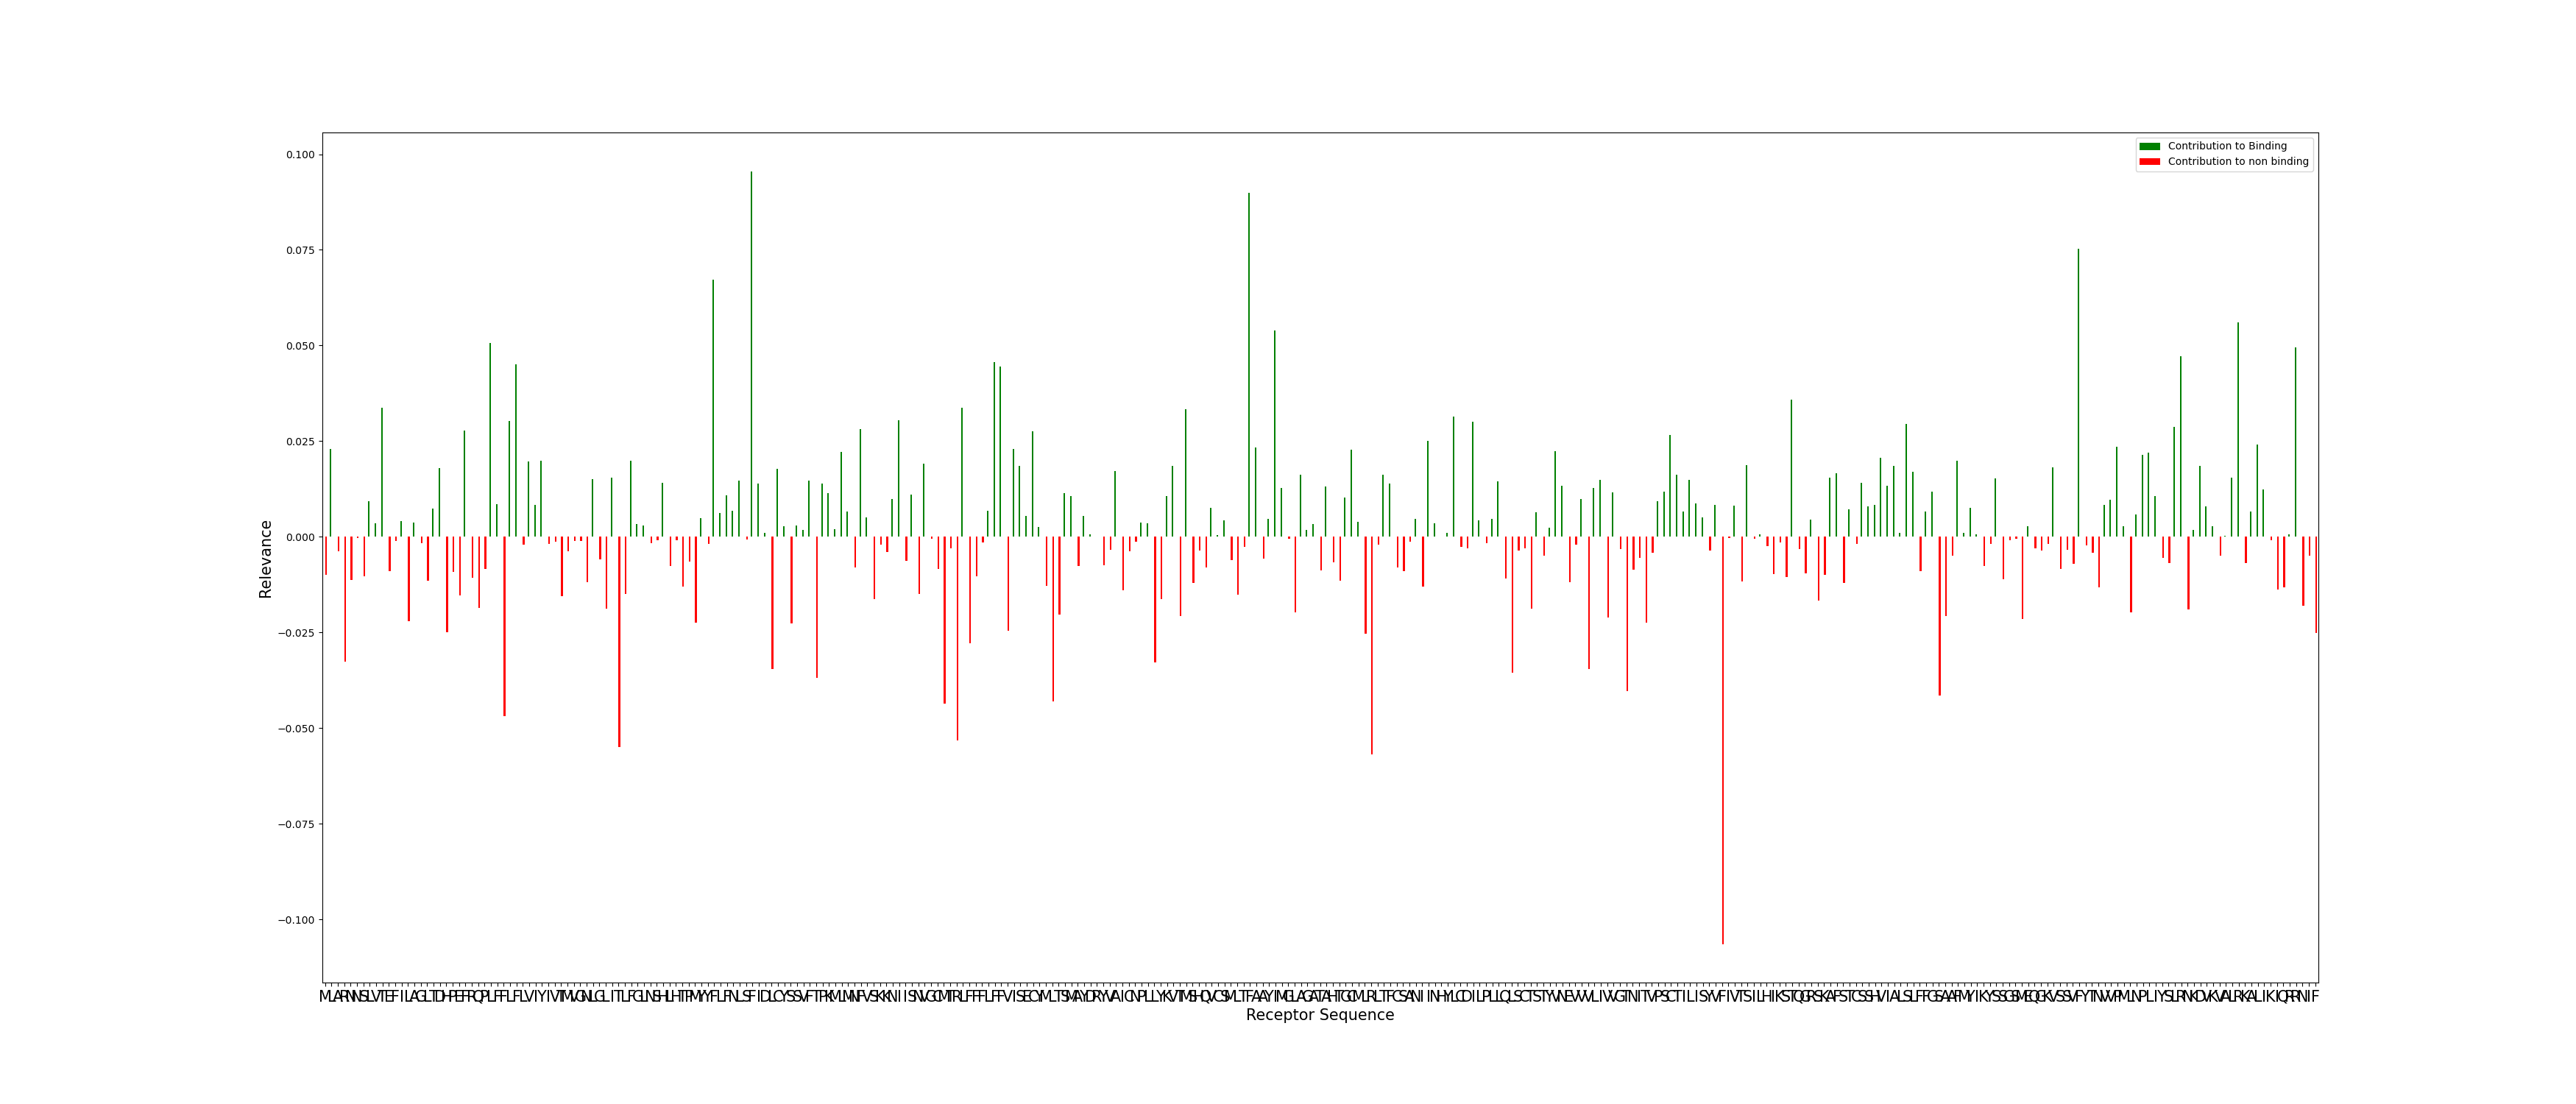 Contribution to Binding
Contribution to non binding
0.100
0.075
0.050
0.025
0.000
−0.025
−0.050
−0.075
−0.100
Relevance
MLARNNSLVTEFILAGLTDHPEFRQPLFFLFLVIYIVTMVGNLGLITLFGLNSHLHTPMYYFLFNLSFIDLCYSSVFTPKMLMNFVSKKNIISNVGCMTRLFFFLFFVISECYMLTSMAYDRYVAICNPLLYKVTMSHQVCSMLTFAAYIMGLAGATAHTGCMLRLTFCSANIINHYLCDILPLLQLSCTSTYVNEVVVLIVVGTNITVPSCTILISYVFIVTSILHIKSTQGRSKAFSTCSSHVIALSLFFGSAAFMYIKYSSGSMEQGKVSSVFYTNVVPMLNPLIYSLRNKDVKVALRKALIKIQRRNIF
Receptor Sequence